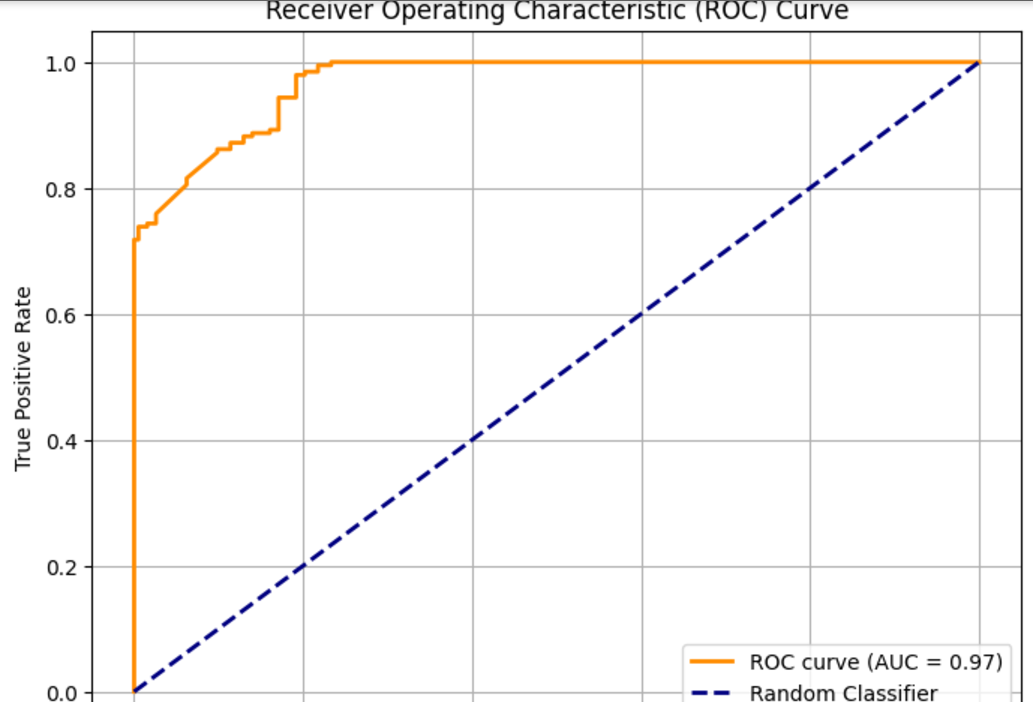 Receiver Operating Characteristic (ROC) Curve
1.0
0.8
0.6
0.4
0.2
0.0
True Positive Rate
ROC curve (AUC = 0.97)
Random Classifier